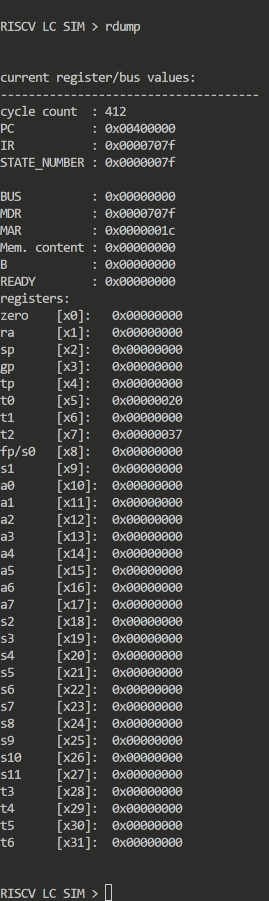 RISCV LC SIM > rdump
current register/bus values:
-------------------------------------
cycle count  : 412
PC           : 0x00400000
IR           : 0x0000707f
STATE_NUMBER : 0x0000007f
BUS          : 0x00000000
MDR          : 0x0000707f
MAR          : 0x0000001c
Mem. content : 0x00000000
B            : 0x00000000
READY        : 0x00000000
registers:
zero    [x0]:   0x00000000
ra      [x1]:   0x00000000
sp      [x2]:   0x00000000
gp      [x3]:   0x00000000
tp      [x4]:   0x00000000
t0      [x5]:   0x00000020
t1      [x6]:   0x00000000
t2      [x7]:   0x00000037
fp/s0   [x8]:   0x00000000
s1      [x9]:   0x00000000
a0      [x10]:  0x00000000
a1      [x11]:  0x00000000
a2      [x12]:  0x00000000
a3      [x13]:  0x00000000
a4      [x14]:  0x00000000
a5      [x15]:  0x00000000
a6      [x16]:  0x00000000
a7      [x17]:  0x00000000
s2      [x18]:  0x00000000
s3      [x19]:  0x00000000
s4      [x20]:  0x00000000
s5      [x21]:  0x00000000
s6      [x22]:  0x00000000
s7      [x23]:  0x00000000
s8      [x24]:  0x00000000
s9      [x25]:  0x00000000
s10     [x26]:  0x00000000
s11     [x27]:  0x00000000
t3      [x28]:  0x00000000
t4      [x29]:  0x00000000
t5      [x30]:  0x00000000
t6      [x31]:  0x00000000
RISCV LC SIM >